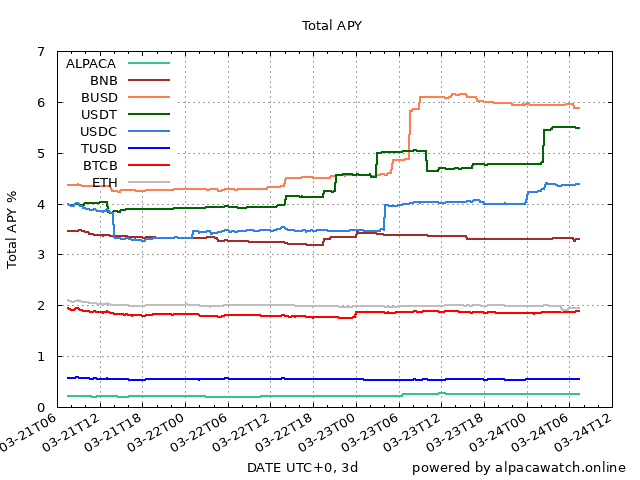 Total APY
7
6
5
4
3
2
1
0
Total APY %
ALPACA
BNB
BUSD
USDT
USDC
TUSD
BTCB
ETH
03-21T06
03-21T12
03-21T18
03-22T00
03-22T06
03-22T12
03-22T18
03-23T00
03-23T06
03-23T12
03-23T18
03-24T00
03-24T06
03-24T12
DATE UTC+0, 3d
powered by alpacawatch.online